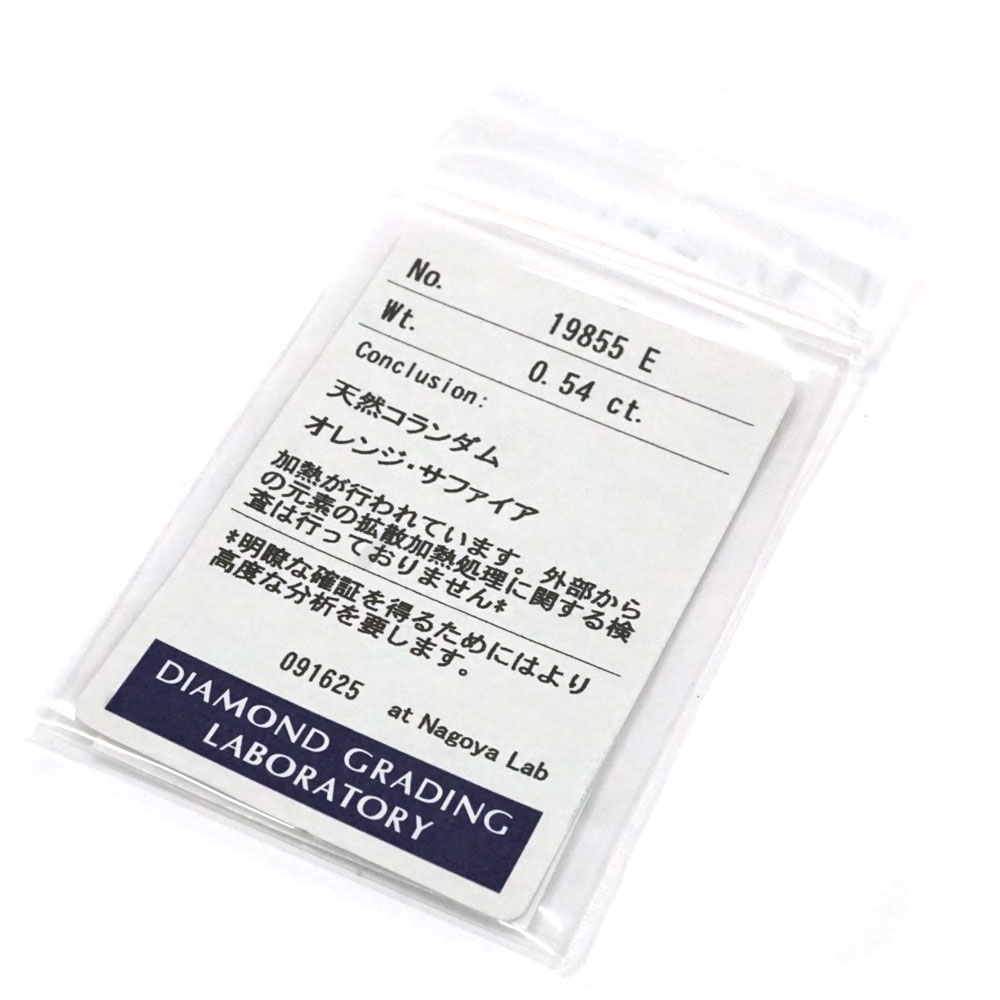 No. 19855 E
Wt. 0.54 ct.
Conclusion:
天然コランダム
オレンジ・サファイア
加熱が行われています。外部から
の元素の拡散加熱処理に関する検
査は行っておりません*
*明瞭な確証を得るためにはより
高度な分析を要します。
091625 at Nagoya Lab
DIAMOND GRADING
LABORATORY